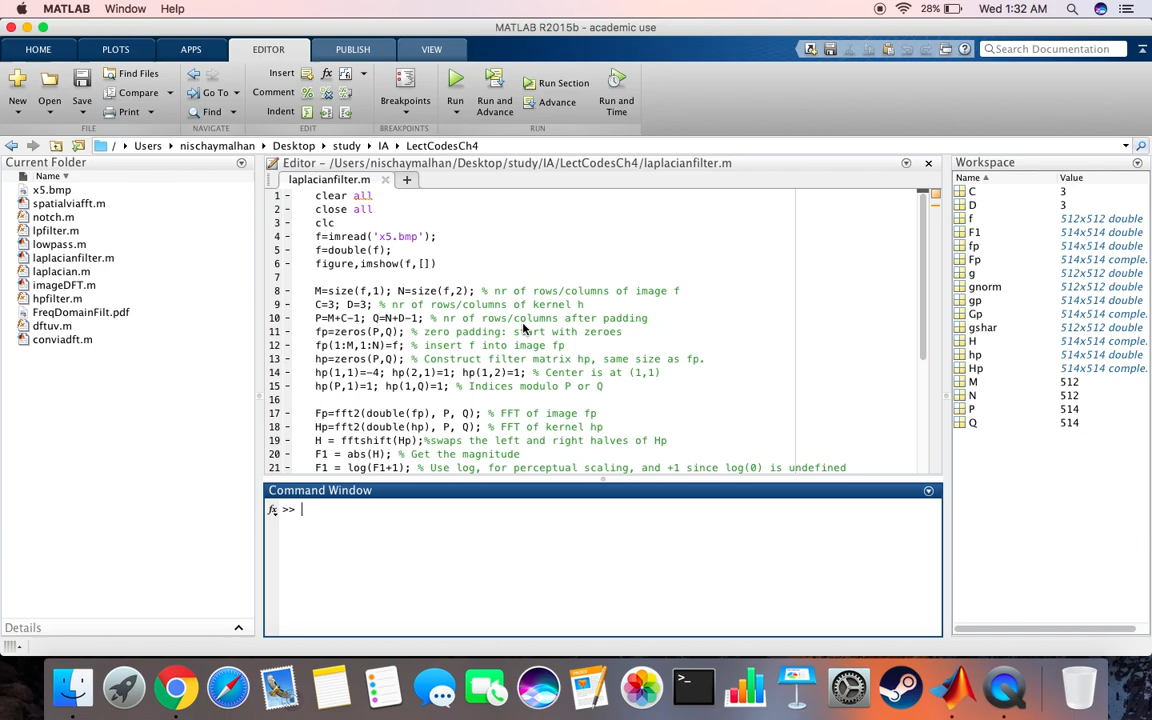 MATLAB Window Help 28% Wed 1:32 AM
MATLAB R2015b - academic use
HOME PLOTS APPS EDITOR PUBLISH VIEW Search Documentation
New Open Save Find Files Compare Print
Go To Find
Insert fx
Comment
Indent
Breakpoints Run Run and Advance Run Section Advance Run and Time
FILE NAVIGATE EDIT BREAKPOINTS RUN
/ Users nischaymalhan Desktop study IA LectCodesCh4
Current Folder
Name
x5.bmp
spatialviafft.m
notch.m
lpfilter.m
lowpass.m
laplacianfilter.m
laplacian.m
imageDFT.m
hpfilter.m
FreqDomainFilt.pdf
dftuv.m
conviadft.m
Details
Editor - /Users/nischaymalhan/Desktop/study/IA/LectCodesCh4/laplacianfilter.m
laplacianfilter.m
1 - clear all
2 - close all
3 - clc
4 - f=imread('x5.bmp');
5 - f=double(f);
6 - figure,imshow(f,[])
7
8 - M=size(f,1); N=size(f,2); % nr of rows/columns of image f
9 - C=3; D=3; % nr of rows/columns of kernel h
10 - P=M+C-1; Q=N+D-1; % nr of rows/columns after padding
11 - fp=zeros(P,Q); % zero padding: start with zeroes
12 - fp(1:M,1:N)=f; % insert f into image fp
13 - hp=zeros(P,Q); % Construct filter matrix hp, same size as fp.
14 - hp(1,1)=-4; hp(2,1)=1; hp(1,2)=1; % Center is at (1,1)
15 - hp(P,1)=1; hp(1,Q)=1; % Indices modulo P or Q
16
17 - Fp=fft2(double(fp), P, Q); % FFT of image fp
18 - Hp=fft2(double(hp), P, Q); % FFT of kernel hp
19 - H = fftshift(Hp);%swaps the left and right halves of Hp
20 - F1 = abs(H); % Get the magnitude
21 - F1 = log(F1+1); % Use log, for perceptual scaling, and +1 since log(0) is undefined
Command Window
fx >>
Workspace
Name Value
C 3
D 3
f 512x512 double
F1 514x514 double
fp 514x514 double
Fp 514x514 comple.
g 512x512 double
gnorm 512x512 double
gp 514x514 double
Gp 514x514 comple.
gshar 512x512 double
H 514x514 comple.
hp 514x514 double
Hp 514x514 comple.
M 512
N 512
P 514
Q 514